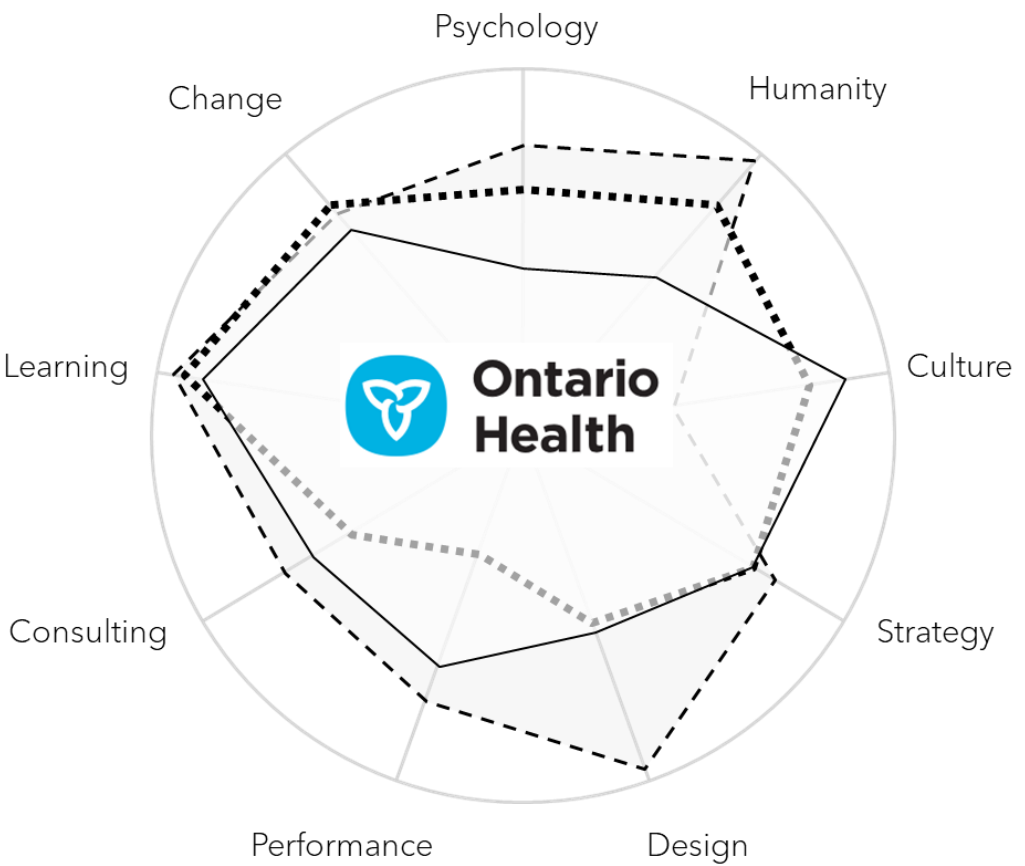 Psychology
Change
Humanity
Learning
Ontario
Health
Culture
Consulting
Strategy
Performance
Design